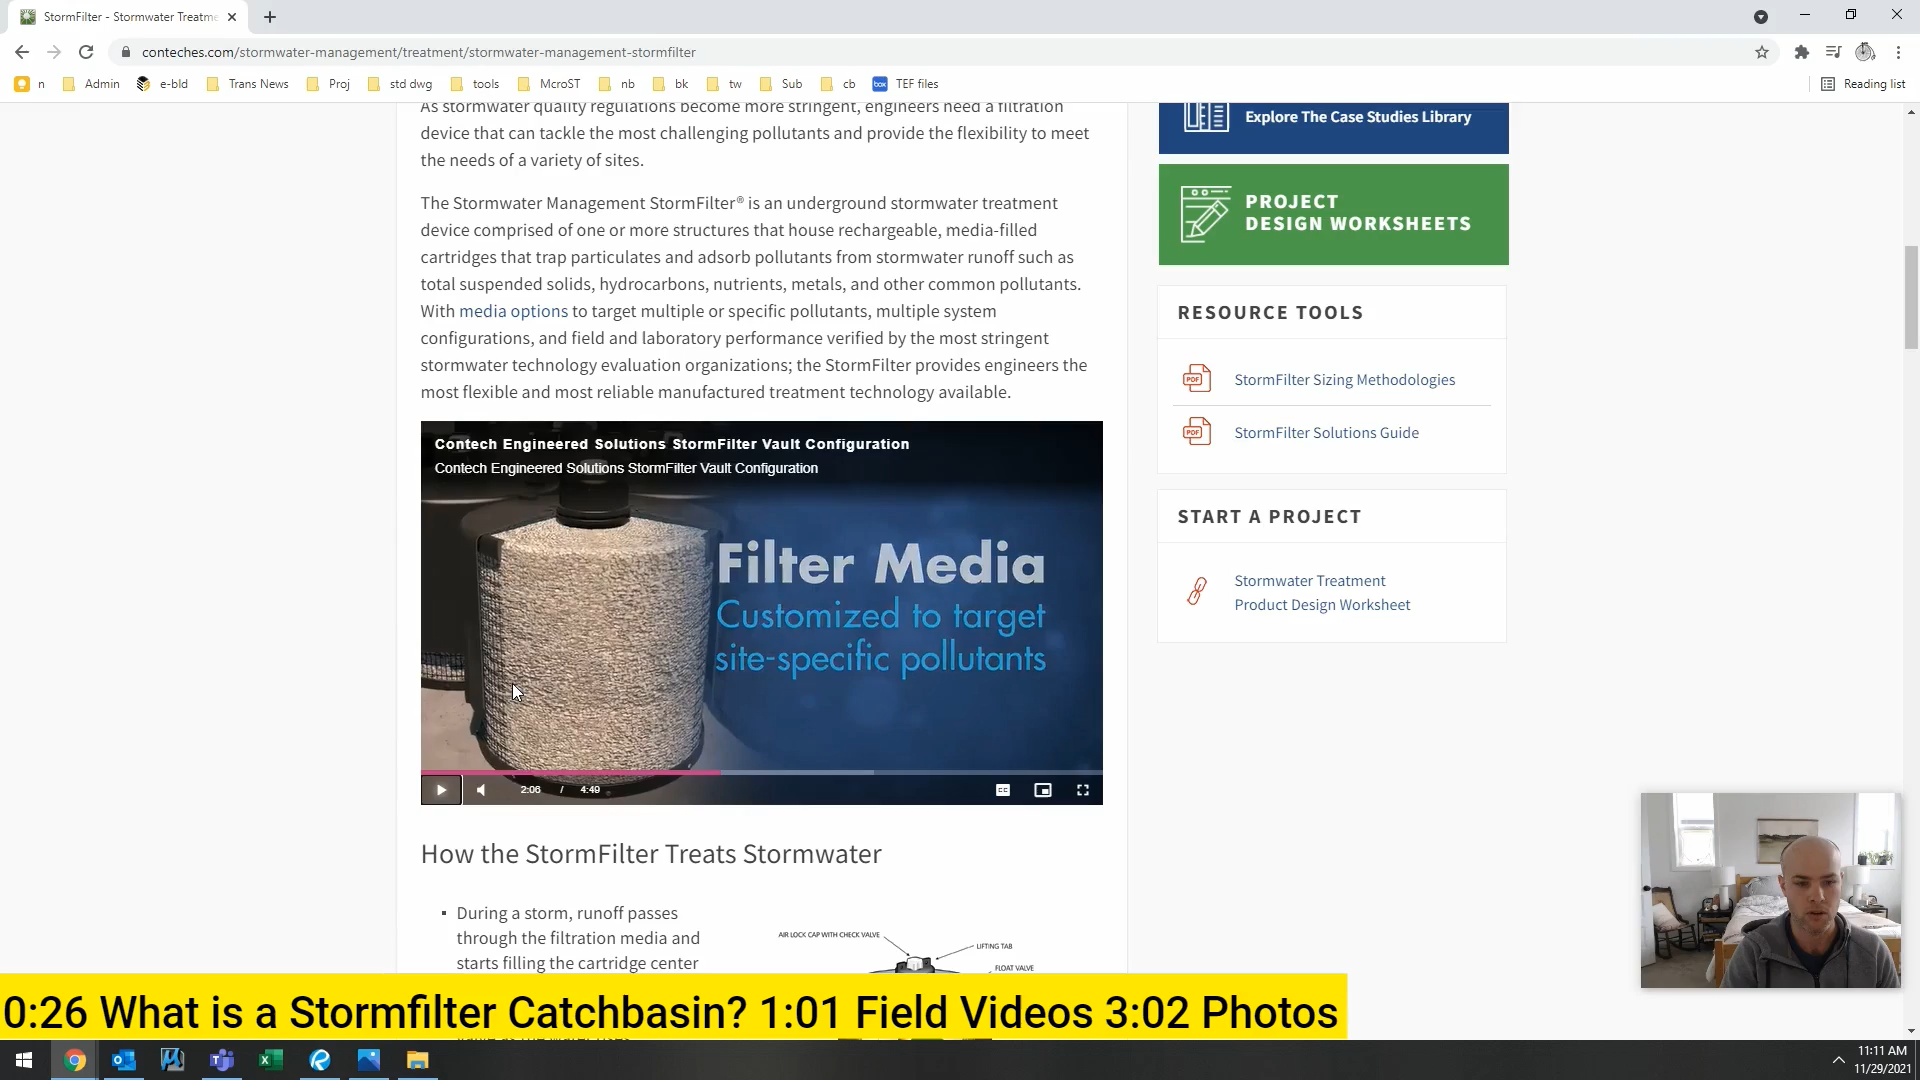 StormFilter - Stormwater Treatme
conteches.com/stormwater-management/treatment/stormwater-management-stormfilter
n Admin e-bld Trans News Proj std dwg tools McroST nb bk tw Sub cb box TEF files Reading list
As stormwater quality regulations become more stringent, engineers need a filtration
device that can tackle the most challenging pollutants and provide the flexibility to meet
the needs of a variety of sites.
The Stormwater Management StormFilter® is an underground stormwater treatment
device comprised of one or more structures that house rechargeable, media-filled
cartridges that trap particulates and adsorb pollutants from stormwater runoff such as
total suspended solids, hydrocarbons, nutrients, metals, and other common pollutants.
With media options to target multiple or specific pollutants, multiple system
configurations, and field and laboratory performance verified by the most stringent
stormwater technology evaluation organizations; the StormFilter provides engineers the
most flexible and most reliable manufactured treatment technology available.
Contech Engineered Solutions StormFilter Vault Configuration
Contech Engineered Solutions StormFilter Vault Configuration
Filter Media
Customized to target
site-specific pollutants
2:06 / 4:49
CC
How the StormFilter Treats Stormwater
▪ During a storm, runoff passes
through the filtration media and
starts filling the cartridge center
AIR LOCK CAP WITH CHECK VALVE
LIFTING TAB
FLOAT VALVE
Explore The Case Studies Library
PROJECT
DESIGN WORKSHEETS
RESOURCE TOOLS
PDF StormFilter Sizing Methodologies
PDF StormFilter Solutions Guide
START A PROJECT
Stormwater Treatment
Product Design Worksheet
0:26 What is a Stormfilter Catchbasin? 1:01 Field Videos 3:02 Photos
11:11 AM
11/29/2021